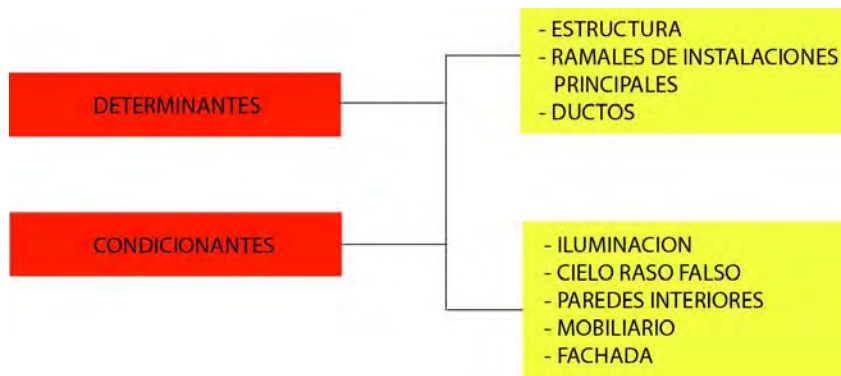 DETERMINANTES
- ESTRUCTURA
- RAMALES DE INSTALACIONES
PRINCIPALES
- DUCTOS
CONDICIONANTES
- ILUMINACION
- CIELO RASO FALSO
- PAREDES INTERIORES
- MOBILIARIO
- FACHADA